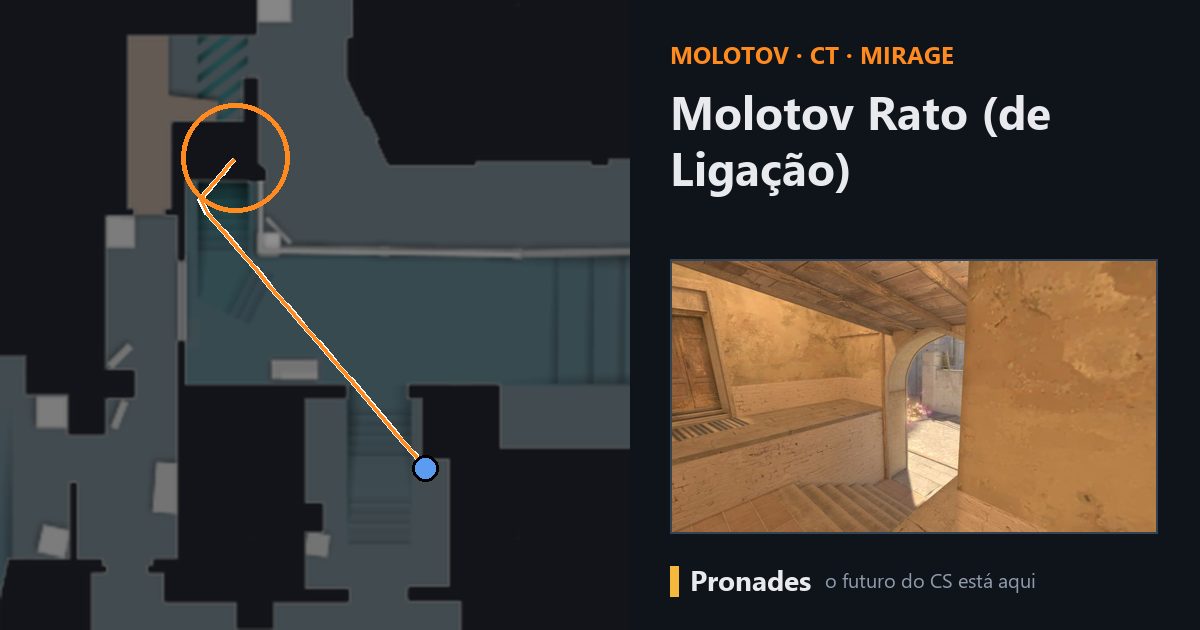 MOLOTOV · CT · MIRAGE
Molotov Rato (de
Ligação)
Pronades o futuro do CS está aqui